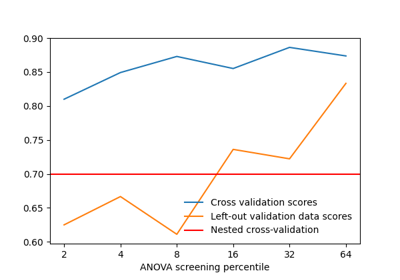 0.90
0.85
0.80
0.75
0.70
0.65
0.60
Cross validation scores
Left-out validation data scores
Nested cross-validation
2 4 8 16 32 64
ANOVA screening percentile